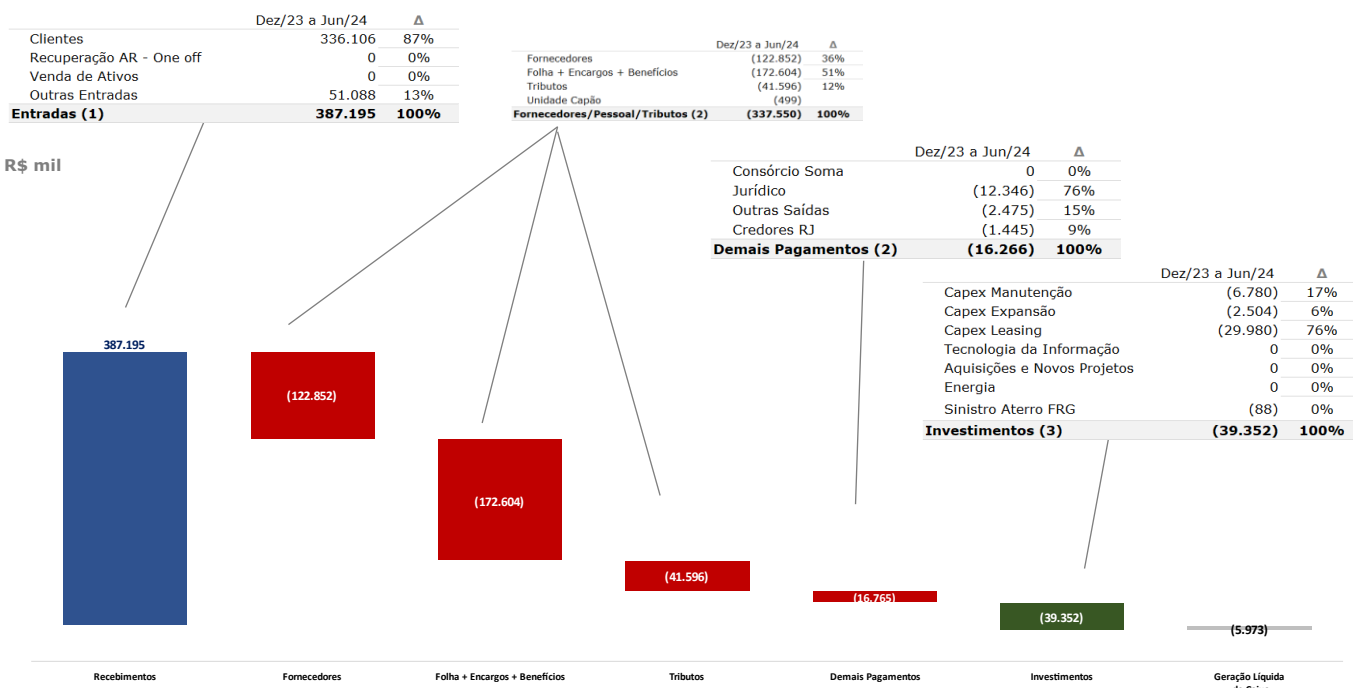 Dez/23 a Jun/24 Δ
Clientes 336.106 87%
Recuperação AR - One off 0 0%
Venda de Ativos 0 0%
Outras Entradas 51.088 13%
Entradas (1) 387.195 100%
Dez/23 a Jun/24 Δ
Fornecedores (122.852) 36%
Folha + Encargos + Benefícios (172.604) 51%
Tributos (41.596) 12%
Unidade Capão (499)
Fornecedores/Pessoal/Tributos (2) (337.550) 100%
R$ mil
Dez/23 a Jun/24 Δ
Consórcio Soma 0 0%
Jurídico (12.346) 76%
Outras Saídas (2.475) 15%
Credores RJ (1.445) 9%
Demais Pagamentos (2) (16.266) 100%
Dez/23 a Jun/24 Δ
Capex Manutenção (6.780) 17%
Capex Expansão (2.504) 6%
Capex Leasing (29.980) 76%
Tecnologia da Informação 0 0%
Aquisições e Novos Projetos 0 0%
Energia 0 0%
Sinistro Aterro FRG (88) 0%
Investimentos (3) (39.352) 100%
387.195
(122.852)
(172.604)
(41.596)
(16.765)
(39.352)
(5.973)
Recebimentos Fornecedores Folha + Encargos + Benefícios Tributos Demais Pagamentos Investimentos Geração Líquida